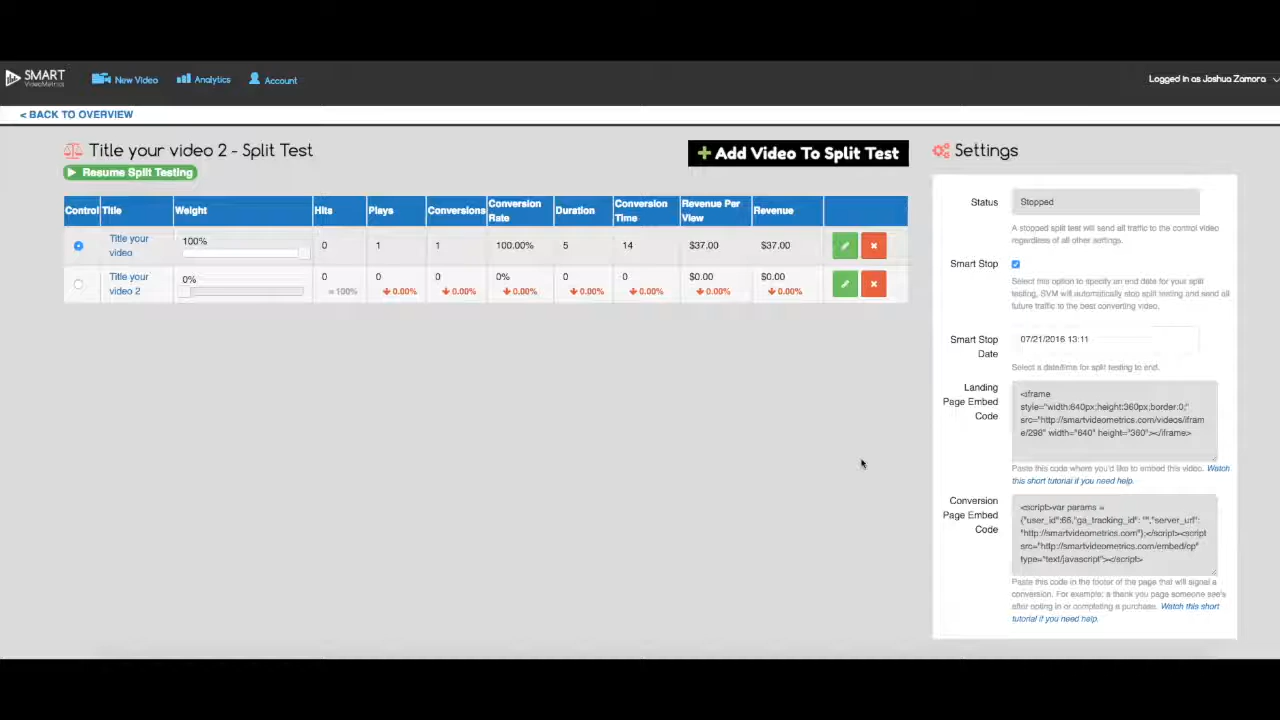 SMART
VideoMetrics
New Video
Analytics
Account
Logged in as Joshua Zamora
< BACK TO OVERVIEW
Title your video 2 - Split Test
Resume Split Testing
+ Add Video To Split Test
Control Title Weight Hits Plays Conversions Conversion Rate Duration Conversion Time Revenue Per View Revenue
Title your video 100% 0 1 1 100.00% 5 14 $37.00 $37.00
Title your video 2 0% 0 0 0 0% 0 0 $0.00 $0.00
= 100% 0.00% 0.00% 0.00% 0.00% 0.00% 0.00% 0.00%
Settings
Status
Stopped
A stopped split test will send all traffic to the control video
regardless of all other settings.
Smart Stop
Select this option to specify an end date for your split
testing, SVM will automatically stop split testing and send all
future traffic to the best converting video.
Smart Stop
Date
07/21/2016 13:11
Select a date/time for split testing to end.
Landing
Page Embed
Code
<iframe
style="width:640px;height:360px;border:0;"
src="http://smartvideometrics.com/videos/ifram
e/298" width="640" height="360"></iframe>
Paste this code where you'd like to embed this video. Watch
this short tutorial if you need help.
Conversion
Page Embed
Code
<script>var params =
{"user_id":66,"ga_tracking_id": "","server_url":
"http://smartvideometrics.com"};</script><script
src="http://smartvideometrics.com/embed/cp"
type="text/javascript"></script>
Paste this code in the footer of the page that will signal a
conversion. For example: a thank you page someone see's
after opting in or completing a purchase. Watch this short
tutorial if you need help.